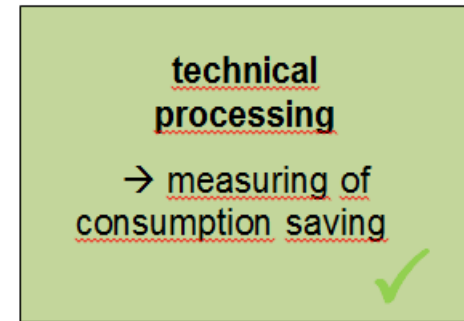 technical
processing
→ measuring of
consumption saving